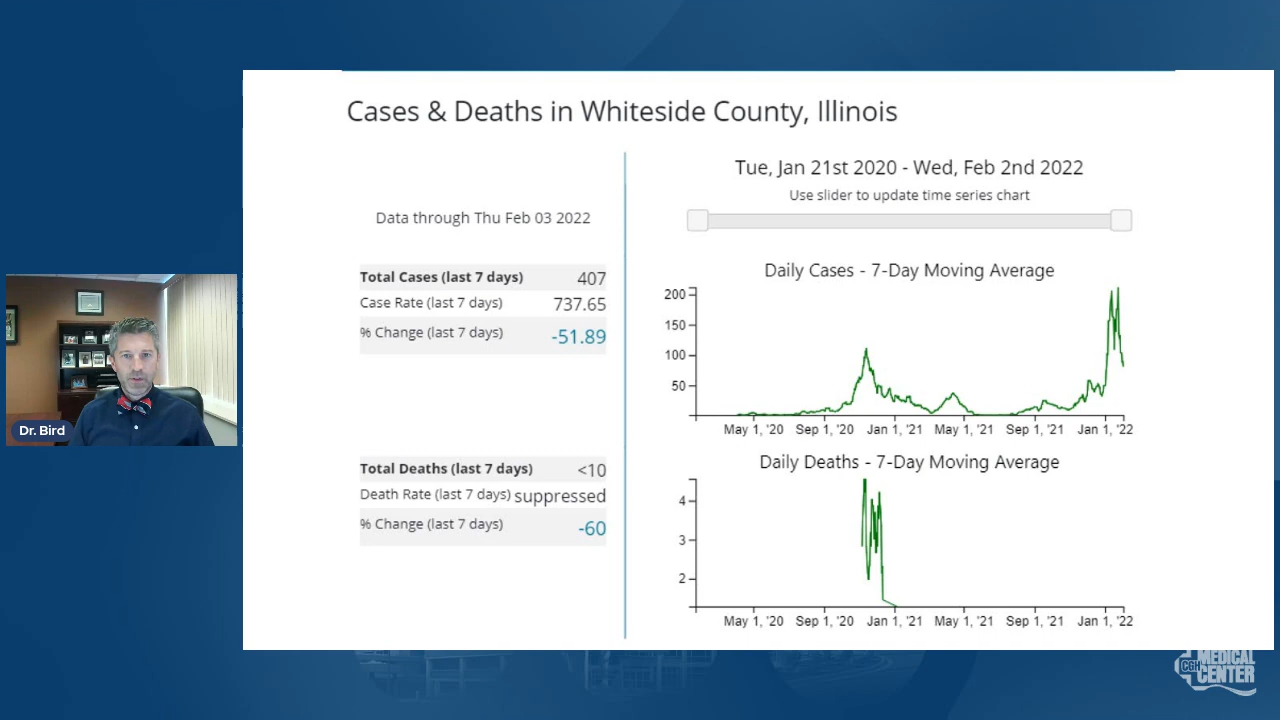 Cases & Deaths in Whiteside County, Illinois
Data through Thu Feb 03 2022
Total Cases (last 7 days) 407
Case Rate (last 7 days) 737.65
% Change (last 7 days) -51.89
Total Deaths (last 7 days) <10
Death Rate (last 7 days) suppressed
% Change (last 7 days) -60
Tue, Jan 21st 2020 - Wed, Feb 2nd 2022
Use slider to update time series chart
Daily Cases - 7-Day Moving Average
200
150
100
50
May 1, '20 Sep 1, '20 Jan 1, '21 May 1, '21 Sep 1, '21 Jan 1, '22
Daily Deaths - 7-Day Moving Average
4
3
2
May 1, '20 Sep 1, '20 Jan 1, '21 May 1, '21 Sep 1, '21 Jan 1, '22
Dr. Bird
CGH MEDICAL
CENTER